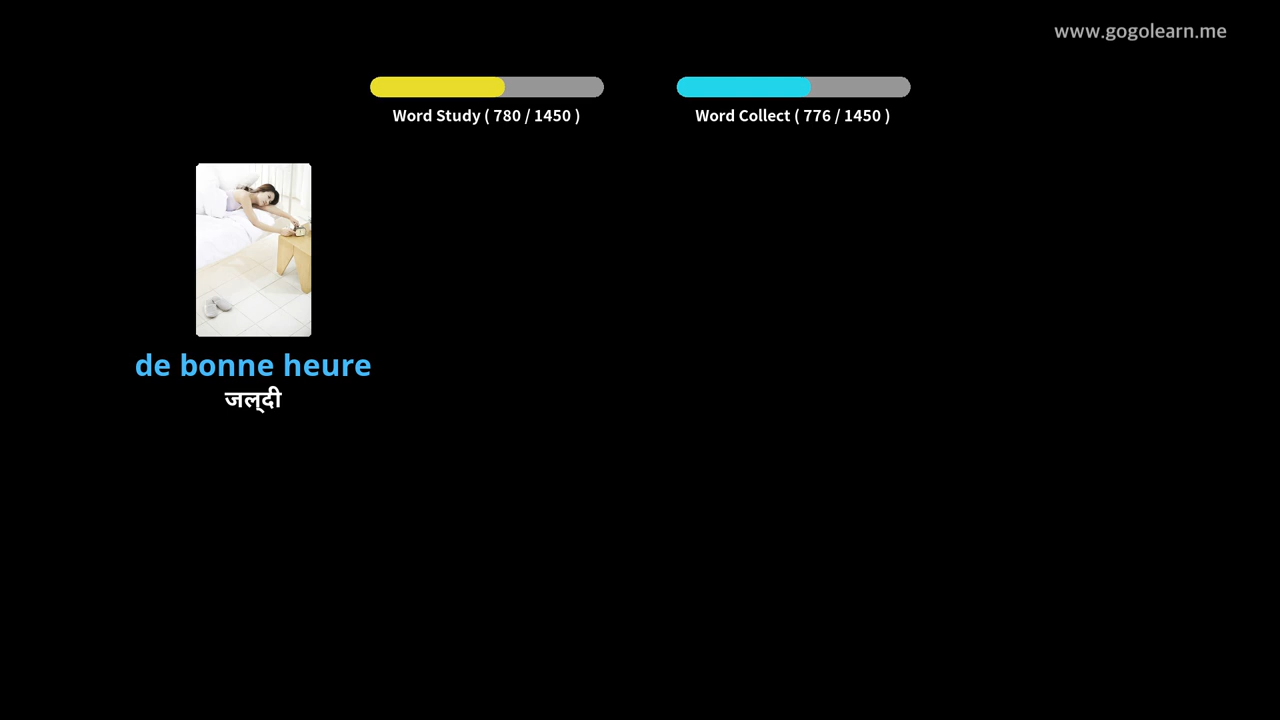 www.gogolearn.me
Word Study ( 780 / 1450 )
Word Collect ( 776 / 1450 )
de bonne heure
जल्दी